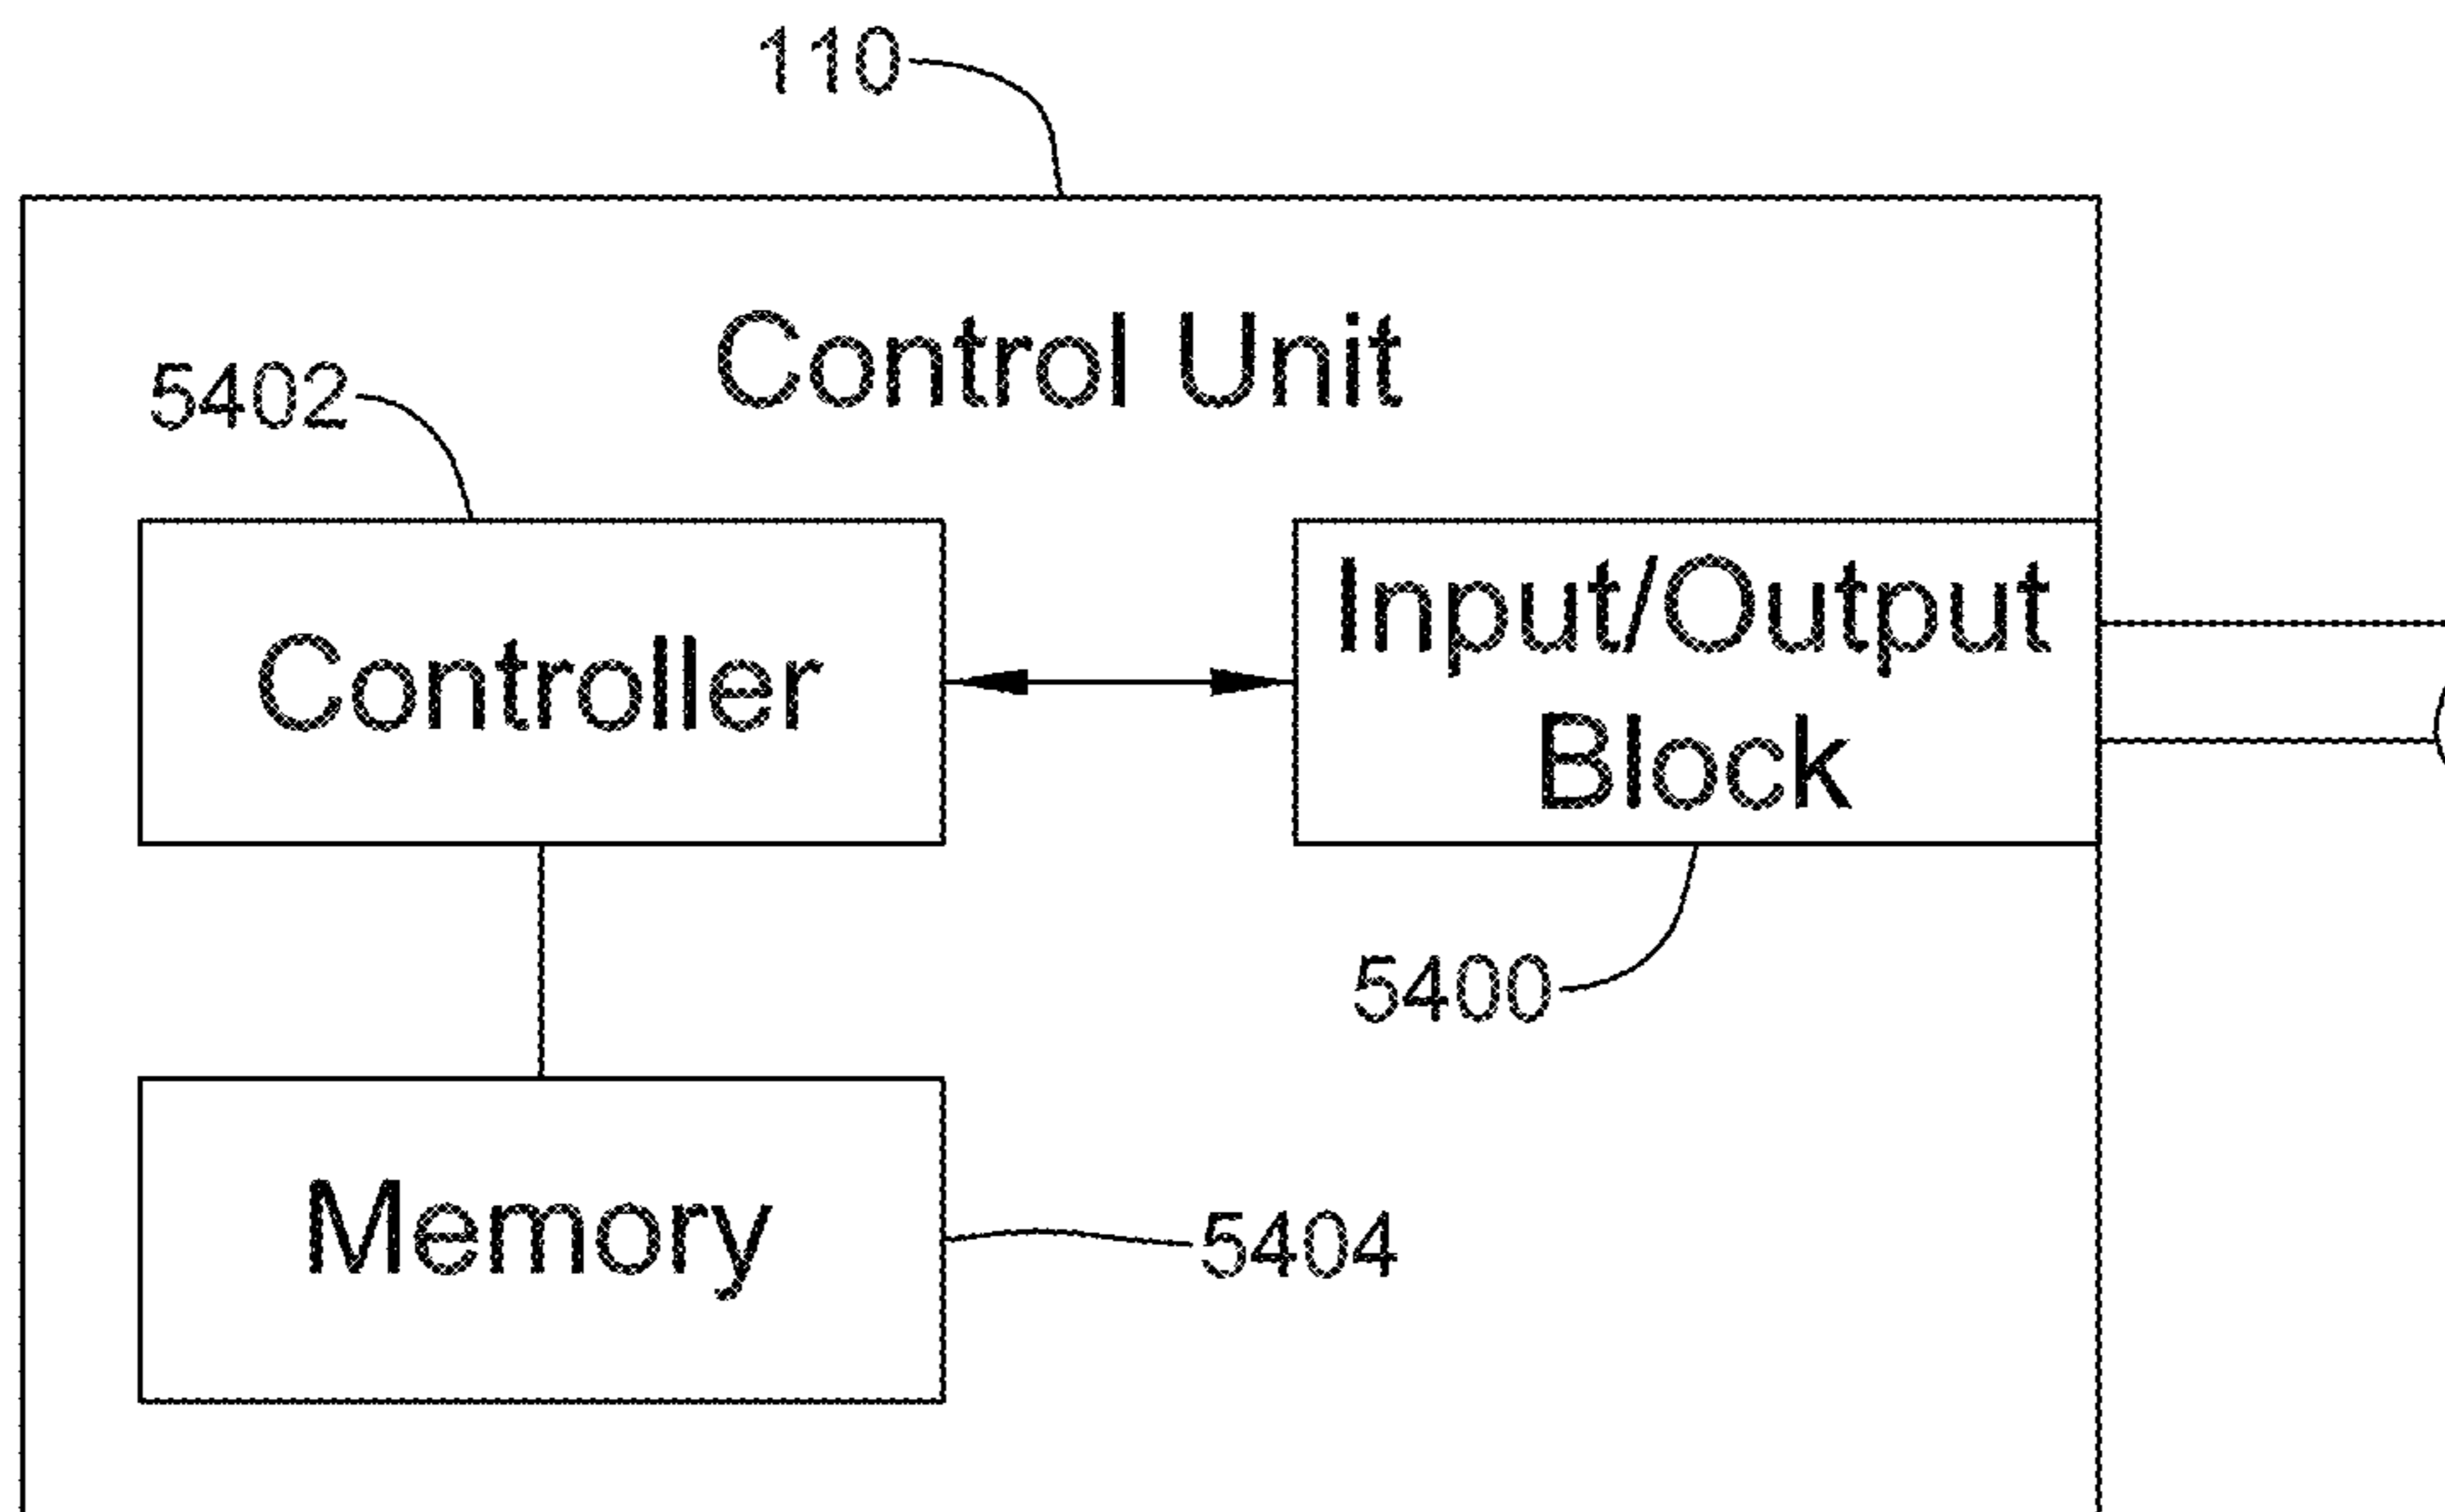 110
Control Unit
5402
Controller
Input/Output
Block
5400
Memory
5404